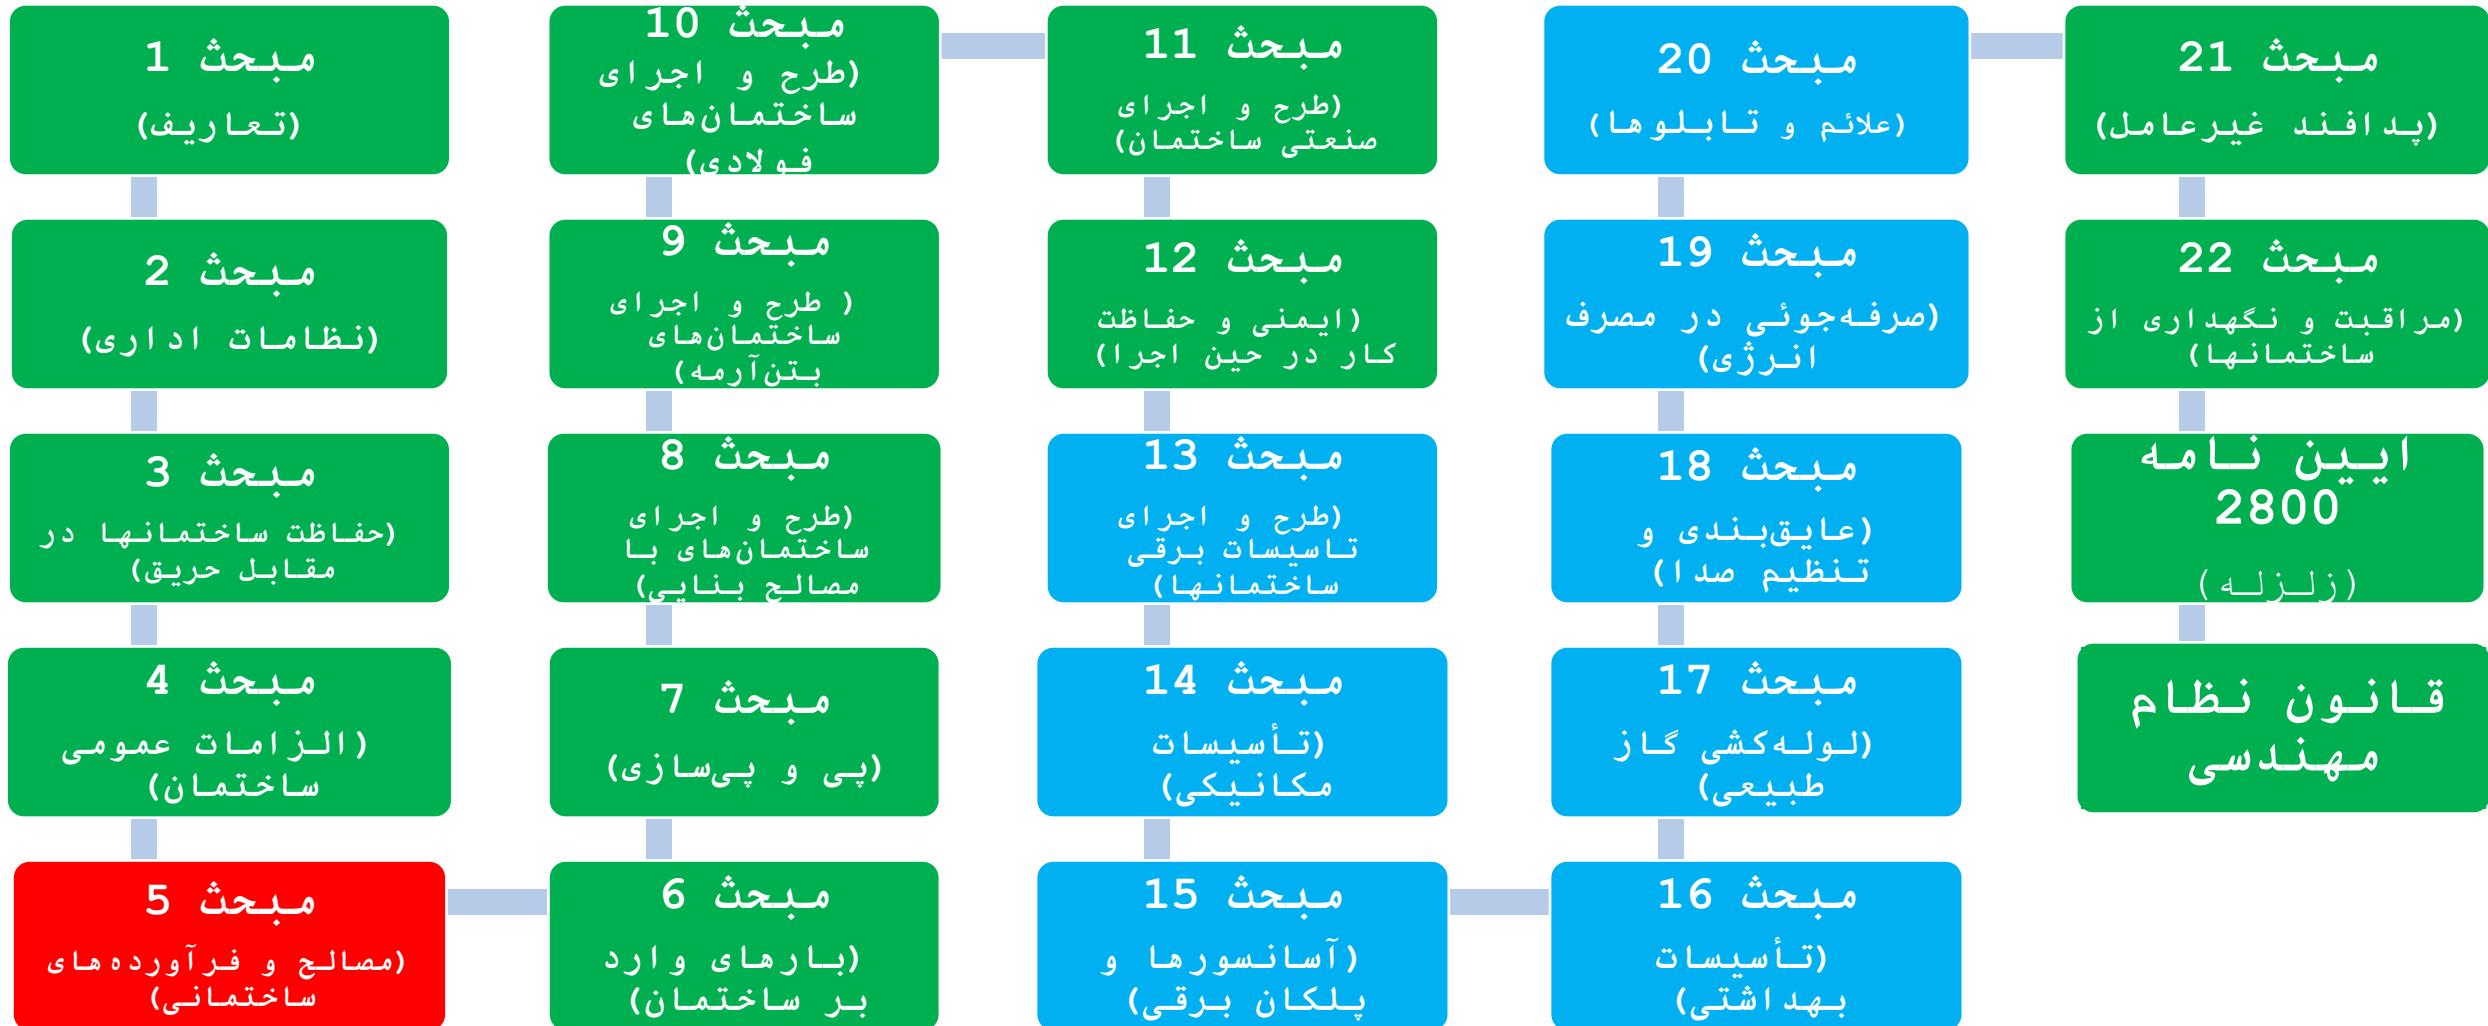 مبحث 1
(تعاریف)
مبحث 2
(نظامات اداری)
مبحث 3
(حفاظت ساختمانها در
مقابل حریق)
مبحث 4
(الزامات عمومی
ساختمان)
مبحث 5
(مصالح و فرآورده‌های
ساختمانی)
مبحث 6
(بارهای وارد
بر ساختمان)
مبحث 7
(پی و پی‌سازی)
مبحث 8
(طرح و اجرای
ساختمان‌های با
مصالح بنایی)
مبحث 9
( طرح و اجرای
ساختمان‌های
بتن‌آرمه)
مبحث 10
(طرح و اجرای
ساختمان‌های
فولادی)
مبحث 11
(طرح و اجرای
صنعتی ساختمان)
مبحث 12
(ایمنی و حفاظت
کار در حین اجرا)
مبحث 13
(طرح و اجرای
تاسیسات برقی
ساختمانها)
مبحث 14
(تأسیسات
مکانیکی)
مبحث 15
(آسانسورها و
پلکان برقی)
مبحث 16
(تأسیسات
بهداشتی)
مبحث 17
(لوله‌کشی گاز
طبیعی)
مبحث 18
(عایق‌بندی و
تنظیم صدا)
مبحث 19
(صرفه‌جوئی در مصرف
انرژی)
مبحث 20
(علائم و تابلوها)
مبحث 21
(پدافند غیرعامل)
مبحث 22
(مراقبت و نگهداری از
ساختمانها)
ایین نامه
2800
(زلزله)
قانون نظام
مهندسی